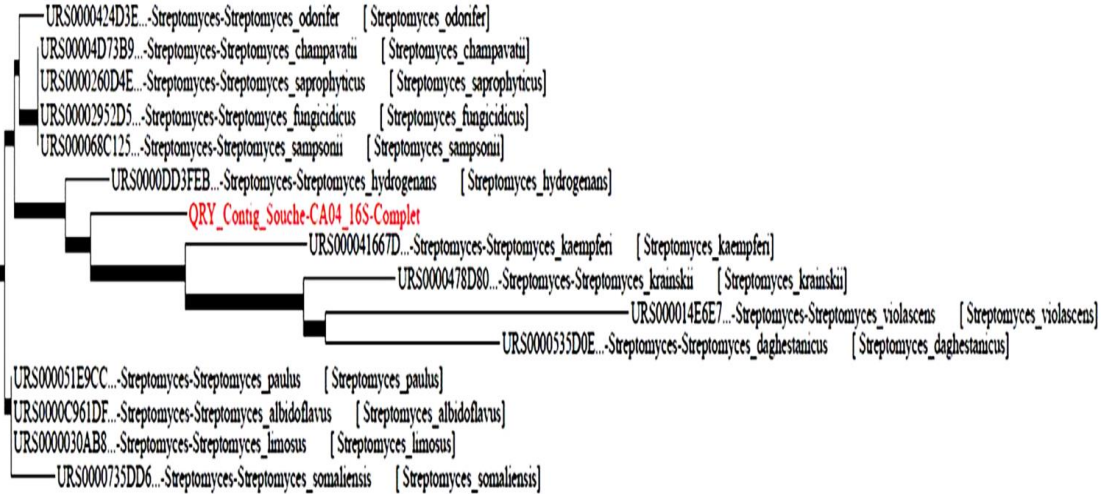 URS0000424D3E...-Streptomyces-Streptomyces_odorifer [ Streptomyces_odorifer]
URS00004D73B9...-Streptomyces-Streptomyces_champavatii [ Streptomyces_champavatii]
URS0000260D4E...-Streptomyces-Streptomyces_saprophyticus [ Streptomyces_saprophyticus]
URS00002952D5...-Streptomyces-Streptomyces_fungicidicus [ Streptomyces_fungicidicus]
URS000068C125...-Streptomyces-Streptomyces_sampsonii [ Streptomyces_sampsonii]
URS0000DD3FEB...-Streptomyces-Streptomyces_hydrogenans [ Streptomyces_hydrogenans]
QRY_Contig_Souche-CA04_16S-Complet
URS000041667D...-Streptomyces-Streptomyces_kaempferi [ Streptomyces_kaempferi]
URS0000478D80...-Streptomyces-Streptomyces_krainskii [ Streptomyces_krainskii]
URS000014E6E7...-Streptomyces-Streptomyces_violascens [ Streptomyces_violascens]
URS0000535D0E...-Streptomyces-Streptomyces_daghestanicus [ Streptomyces_daghestanicus]
URS000051E9CC...-Streptomyces-Streptomyces_paulus [ Streptomyces_paulus]
URS0000C961DF...-Streptomyces-Streptomyces_albidoflavus [ Streptomyces_albidoflavus]
URS0000030AB8...-Streptomyces-Streptomyces_limosus [ Streptomyces_limosus]
URS0000735DD6...-Streptomyces-Streptomyces_somaliensis [ Streptomyces_somaliensis]